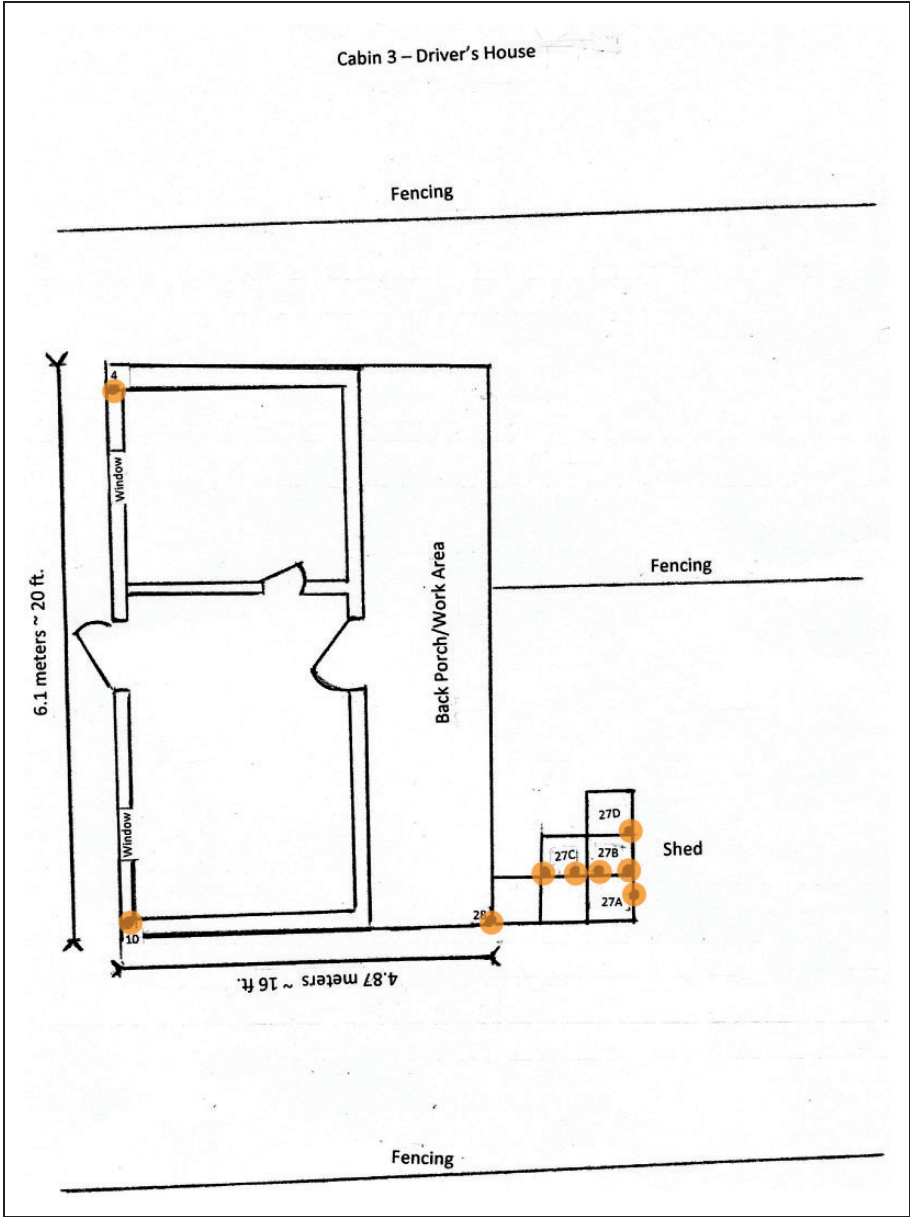 Cabin 3 – Driver's House
Fencing
4
Window
6.1 meters ~ 20 ft.
Back Porch/Work Area
Fencing
Window
27D
27C
27B
Shed
27A
28
10
4.87 meters ~ 16 ft.
Fencing